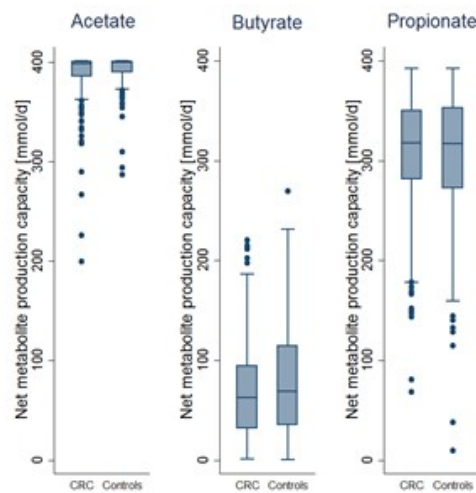 Acetate
Net metabolite production capacity [mmol/d]
400
300
200
100
0
CRC Controls
Butyrate
Net metabolite production capacity [mmol/d]
400
300
200
100
0
CRC Controls
Propionate
Net metabolite production capacity [mmol/d]
400
300
200
100
0
CRC Controls